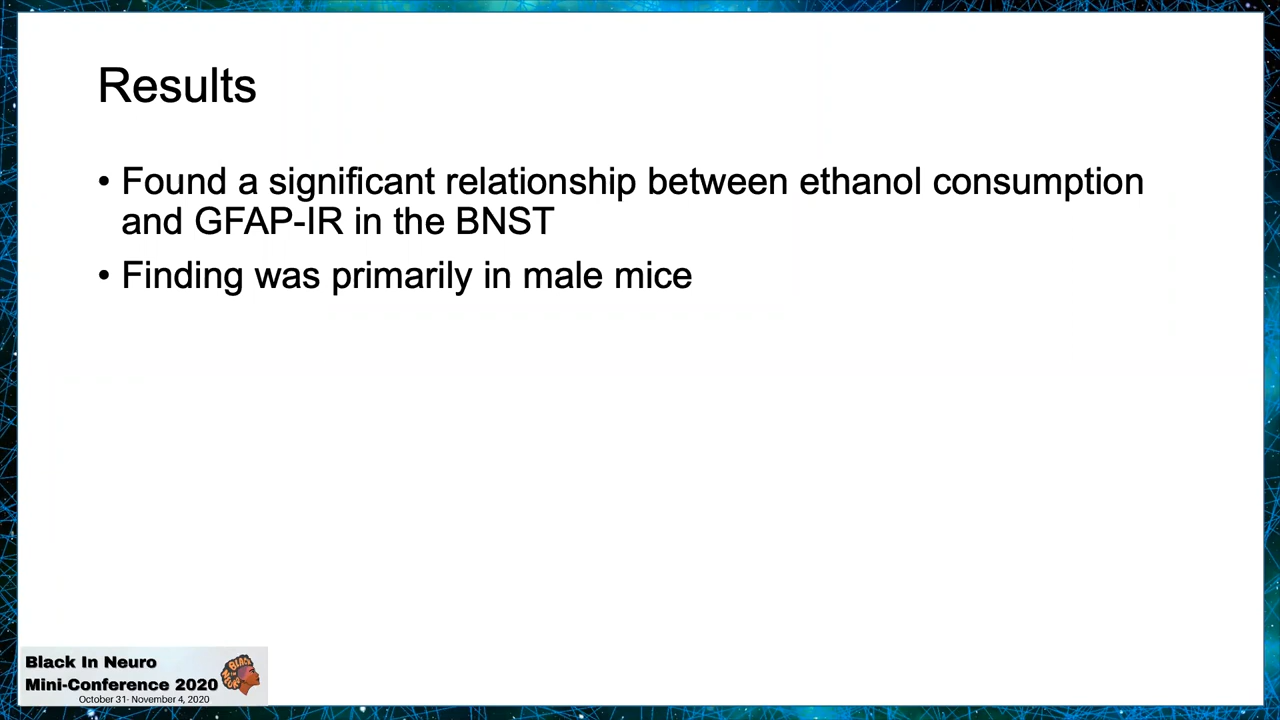 Results
• Found a significant relationship between ethanol consumption
and GFAP-IR in the BNST
• Finding was primarily in male mice
Black In Neuro
Mini-Conference 2020
October 31- November 4, 2020